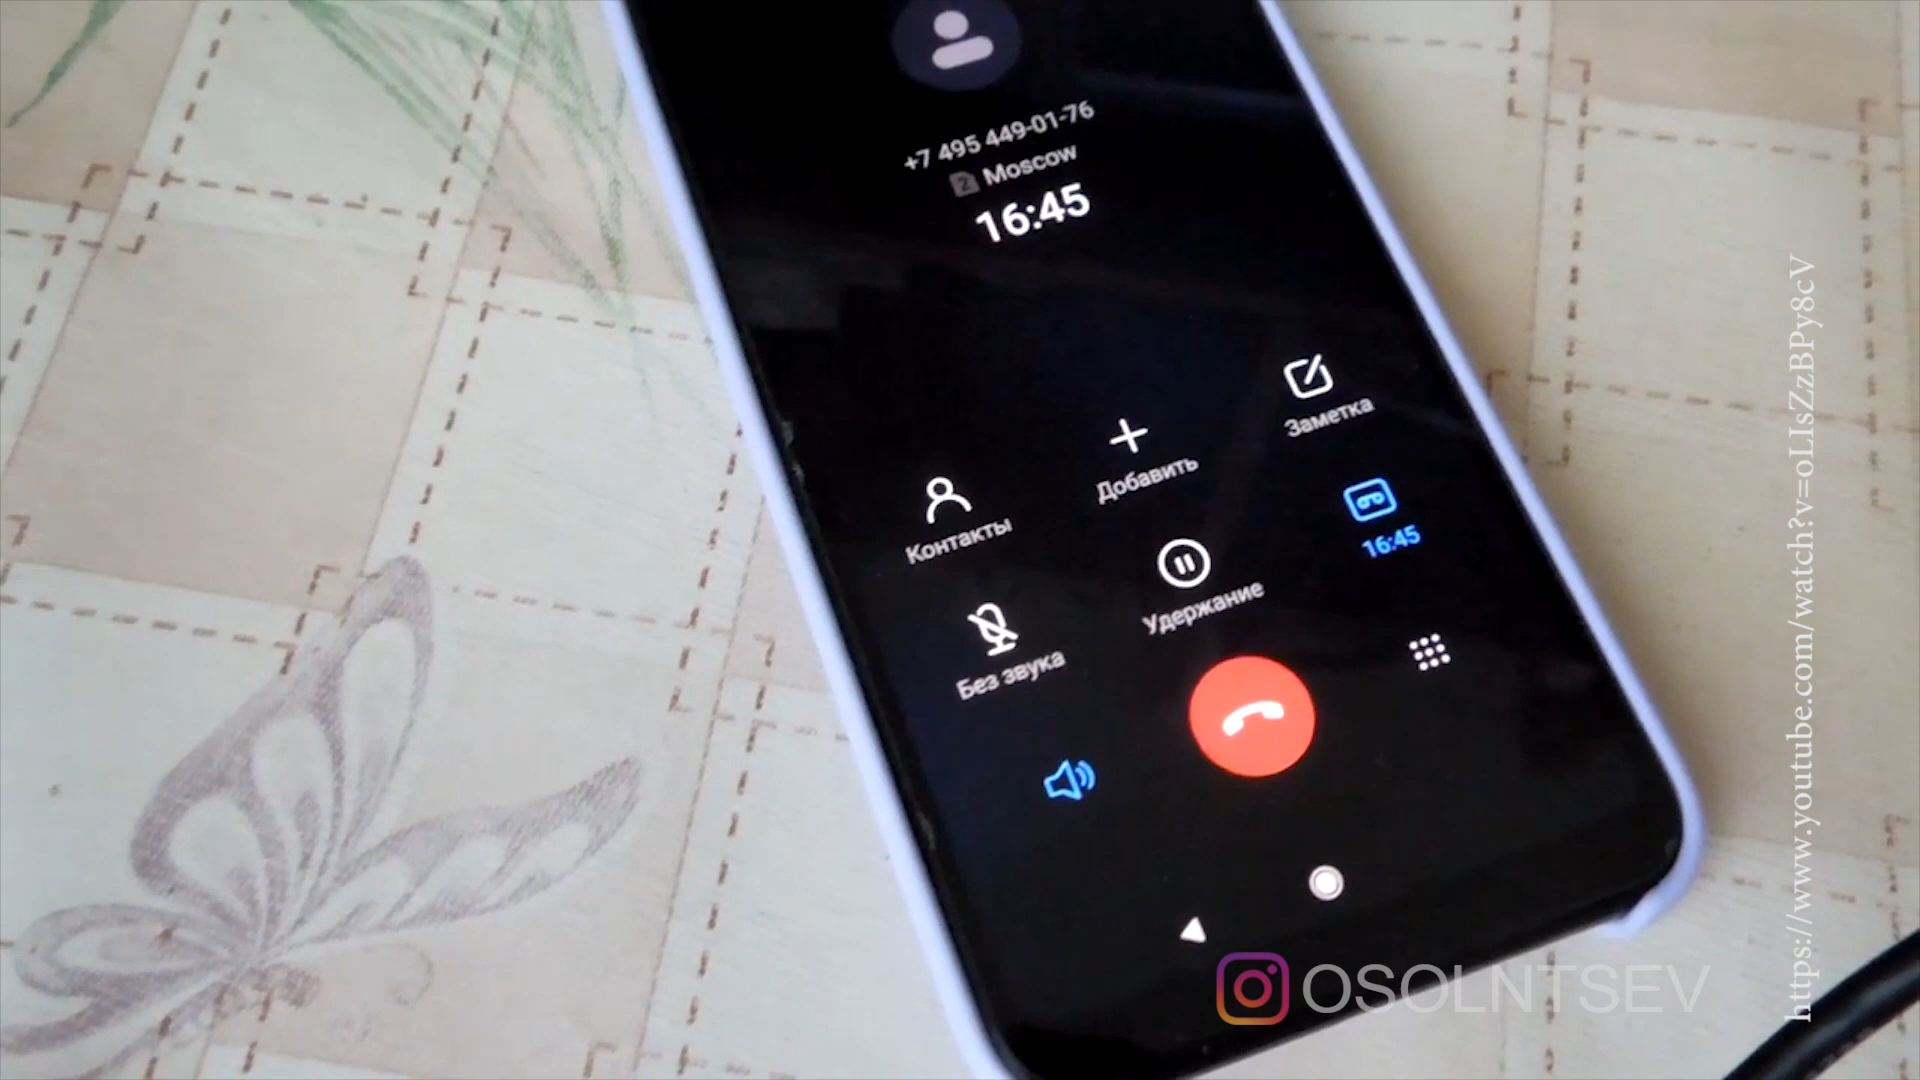 +7 495 449-01-76
2 Moscow
16:45
Контакты
Добавить
Заметка
Без звука
Удержание
16:45
OSOLNTSEV
https://www.youtube.com/watch?v=oLIsZzBPy8cV